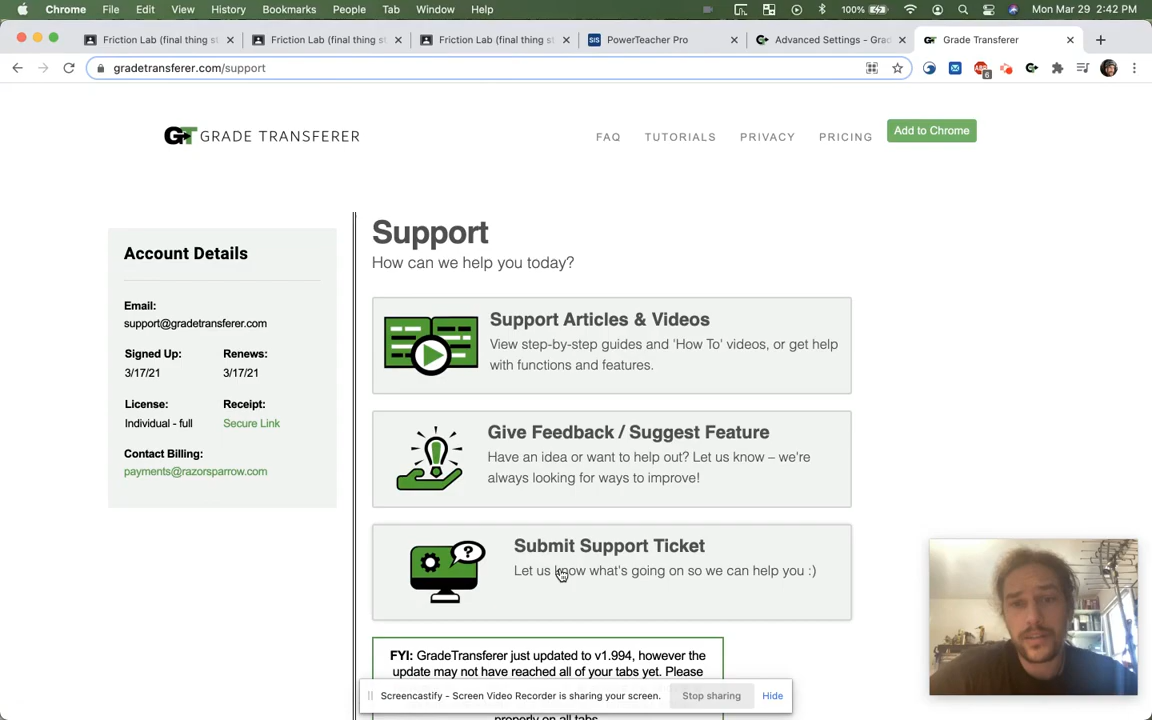 Chrome File Edit View History Bookmarks People Tab Window Help 100% Mon Mar 29 2:42 PM
Friction Lab (final thing st
Friction Lab (final thing st
Friction Lab (final thing st
SIS PowerTeacher Pro
Advanced Settings - Grad
GT Grade Transferer
gradetransferer.com/support
6
GT GRADE TRANSFERER
FAQ TUTORIALS PRIVACY PRICING Add to Chrome
Account Details
Email:
support@gradetransferer.com
Signed Up: Renews:
3/17/21 3/17/21
License: Receipt:
Individual - full Secure Link
Contact Billing:
payments@razorsparrow.com
Support
How can we help you today?
Support Articles & Videos
View step-by-step guides and 'How To' videos, or get help
with functions and features.
Give Feedback / Suggest Feature
Have an idea or want to help out? Let us know – we're
always looking for ways to improve!
Submit Support Ticket
Let us know what's going on so we can help you :)
FYI: GradeTransferer just updated to v1.994, however the
update may not have reached all of your tabs yet. Please
properly on all tabs.
Screencastify - Screen Video Recorder is sharing your screen. Stop sharing Hide